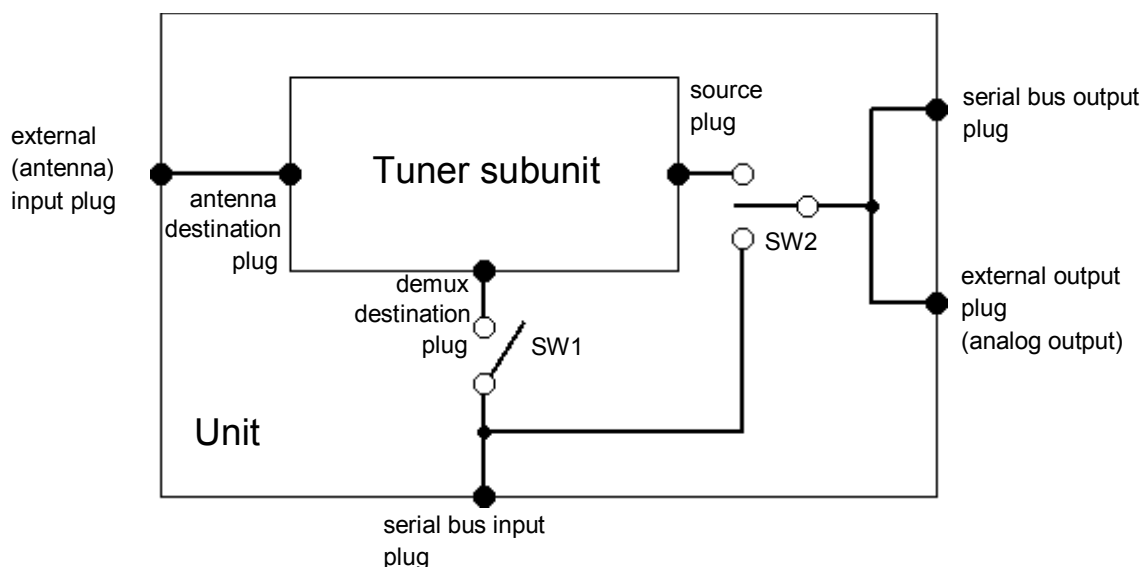 external
(antenna)
input plug
antenna
destination
plug
Tuner subunit
source
plug
serial bus output
plug
SW2
external output
plug
(analog output)
demux
destination
plug
SW1
Unit
serial bus input
plug